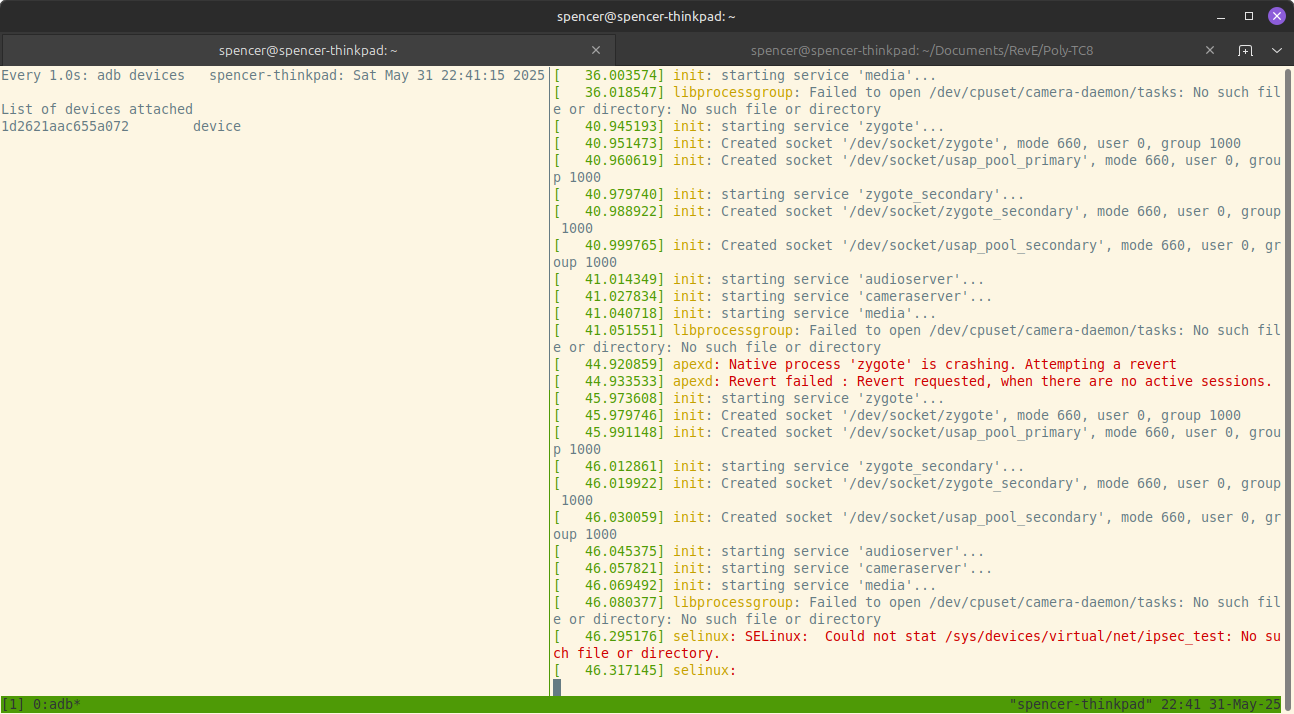 spencer@spencer-thinkpad: ~
spencer@spencer-thinkpad: ~
spencer@spencer-thinkpad: ~/Documents/RevE/Poly-TC8
Every 1.0s: adb devices   spencer-thinkpad: Sat May 31 22:41:15 2025
List of devices attached
1d2621aac655a072        device
[   36.003574] init: starting service 'media'...
[   36.018547] libprocessgroup: Failed to open /dev/cpuset/camera-daemon/tasks: No such fil
e or directory: No such file or directory
[   40.945193] init: starting service 'zygote'...
[   40.951473] init: Created socket '/dev/socket/zygote', mode 660, user 0, group 1000
[   40.960619] init: Created socket '/dev/socket/usap_pool_primary', mode 660, user 0, grou
p 1000
[   40.979740] init: starting service 'zygote_secondary'...
[   40.988922] init: Created socket '/dev/socket/zygote_secondary', mode 660, user 0, group
 1000
[   40.999765] init: Created socket '/dev/socket/usap_pool_secondary', mode 660, user 0, gr
oup 1000
[   41.014349] init: starting service 'audioserver'...
[   41.027834] init: starting service 'cameraserver'...
[   41.040718] init: starting service 'media'...
[   41.051551] libprocessgroup: Failed to open /dev/cpuset/camera-daemon/tasks: No such fil
e or directory: No such file or directory
[   44.920859] apexd: Native process 'zygote' is crashing. Attempting a revert
[   44.933533] apexd: Revert failed : Revert requested, when there are no active sessions.
[   45.973608] init: starting service 'zygote'...
[   45.979746] init: Created socket '/dev/socket/zygote', mode 660, user 0, group 1000
[   45.991148] init: Created socket '/dev/socket/usap_pool_primary', mode 660, user 0, grou
p 1000
[   46.012861] init: starting service 'zygote_secondary'...
[   46.019922] init: Created socket '/dev/socket/zygote_secondary', mode 660, user 0, group
 1000
[   46.030059] init: Created socket '/dev/socket/usap_pool_secondary', mode 660, user 0, gr
oup 1000
[   46.045375] init: starting service 'audioserver'...
[   46.057821] init: starting service 'cameraserver'...
[   46.069492] init: starting service 'media'...
[   46.080377] libprocessgroup: Failed to open /dev/cpuset/camera-daemon/tasks: No such fil
e or directory: No such file or directory
[   46.295176] selinux: SELinux:  Could not stat /sys/devices/virtual/net/ipsec_test: No su
ch file or directory.
[   46.317145] selinux:
[1] 0:adb*
"spencer-thinkpad" 22:41 31-May-25